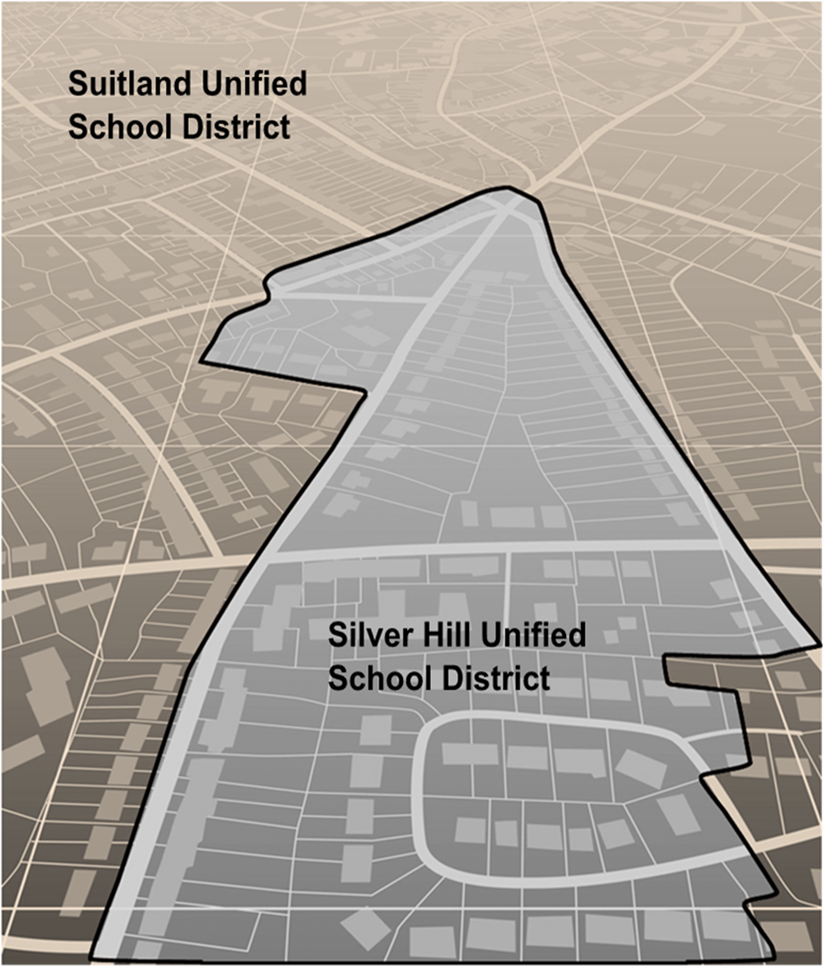 Suitland Unified
School District
Silver Hill Unified
School District